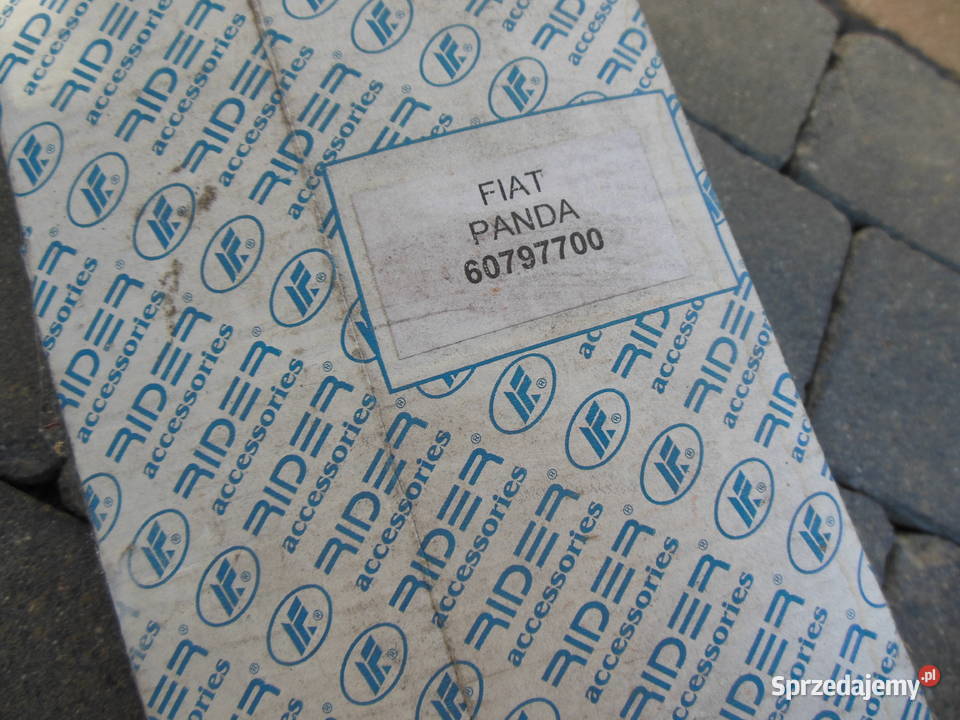 FIAT
PANDA
60797700
RIDER®
accessories
Sprzedajemy.pl